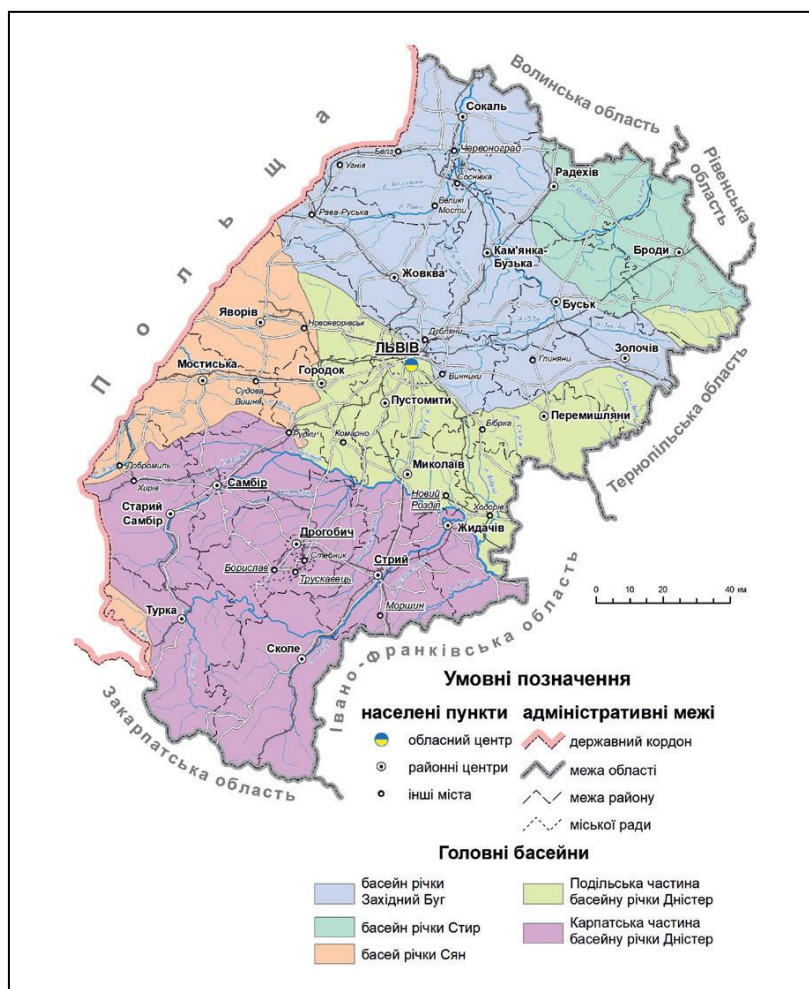 Польща
Волинська область
Рівенська
область
Сокаль
Белз
Червоноград
Угнів
Соснівка
Радехів
Великі
Мости
Рава-Руська
р. Рата
Кам'янка-
Бузька
Броди
Жовква
Буськ
Яворів
Новояворівськ
Дубляни
ЛЬВІВ
Глиняни
Золочів
Мостиська
Городок
Винники
Судова
Вишня
Пустомити
Перемишляни
Тернопільська область
Рудки
Комарно
Бібрка
Добромиль
Миколаїв
Хирів
Самбір
Новий
Розділ
Старий
Самбір
Ходорів
Жидачів
Дрогобич
Стебник
Стрий
Борислав
Трускавець
Моршин
Турка
Сколе
Івано-Франківська область
Закарпатська область
0 10 20 40 км
Умовні позначення
населені пункти
обласний центр
районні центри
інші міста
адміністративні межі
державний кордон
межа області
межа району
міської ради
Головні басейни
басейн річки
Західний Буг
басейн річки Стир
басей річки Сян
Подільська частина
басейну річки Дністер
Карпатська частина
басейну річки Дністер